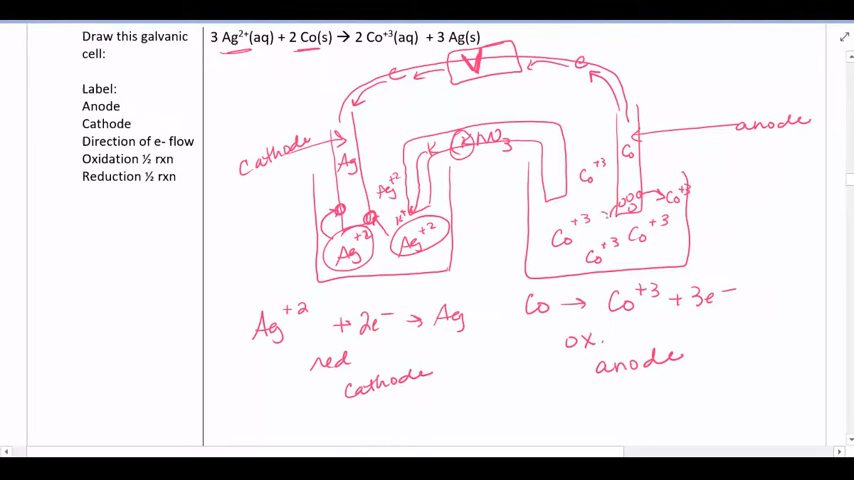 Draw this galvanic
cell:
Label:
Anode
Cathode
Direction of e- flow
Oxidation ½ rxn
Reduction ½ rxn
3 Ag²⁺(aq) + 2 Co(s) → 2 Co⁺³(aq) + 3 Ag(s)
V
e
e
Cathode
anode
Ag
K
KNO₃
Co
Ag⁺²
Co⁺³
Co⁺³
K⁺
Ag⁺²
Ag⁺²
Co⁺³
Co⁺³
Co⁺³
Ag⁺² + 2e⁻ → Ag
red
cathode
Co → Co⁺³ + 3e⁻
ox.
anode